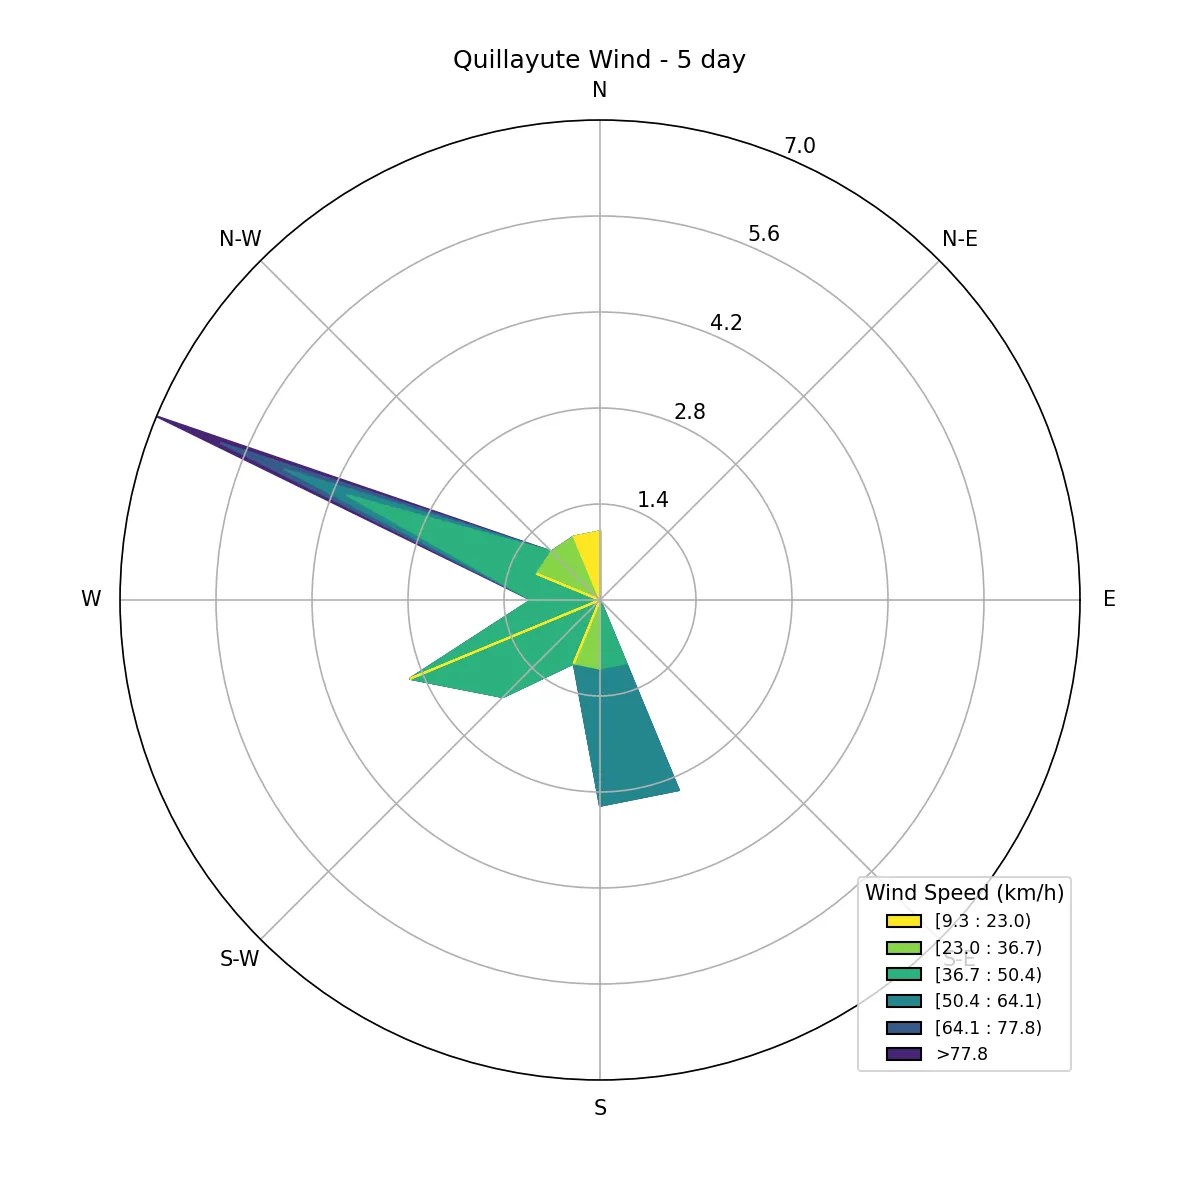 Quillayute Wind - 5 day
N
7.0
N-W
5.6
N-E
4.2
2.8
1.4
W
E
Wind Speed (km/h)
[9.3 : 23.0)
[23.0 : 36.7)
S-W
S-E
[36.7 : 50.4)
[50.4 : 64.1)
[64.1 : 77.8)
>77.8
S